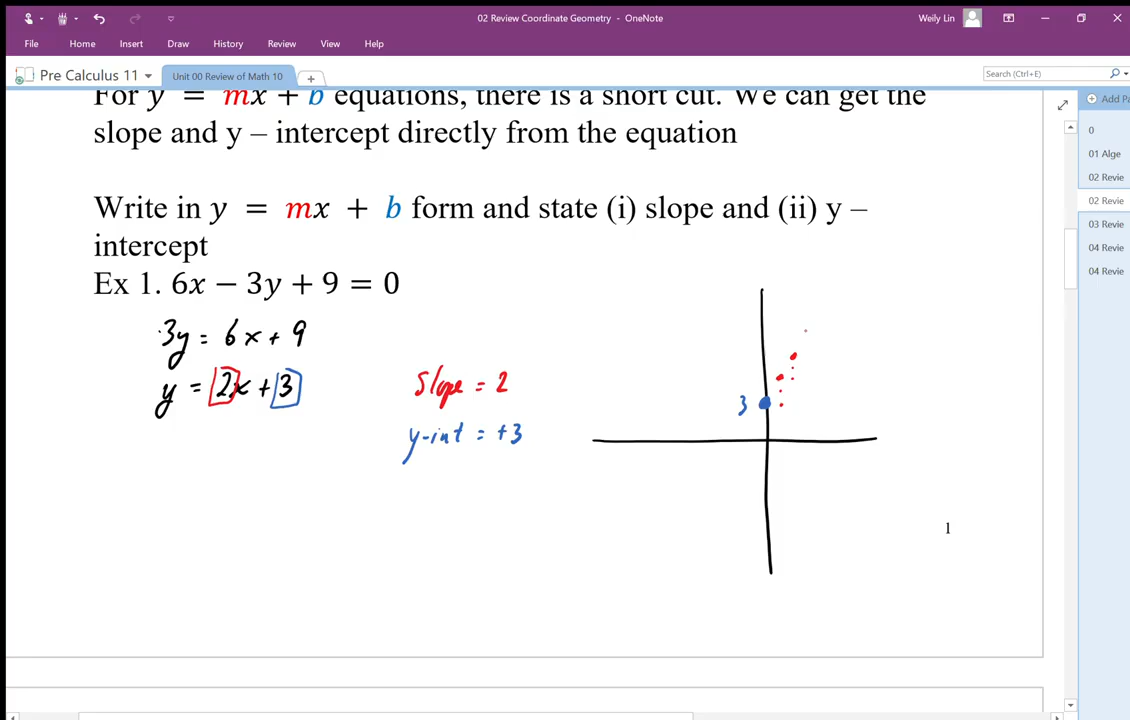 02 Review Coordinate Geometry - OneNote
Weily Lin
File Home Insert Draw History Review View Help
Pre Calculus 11
Unit 00 Review of Math 10
+
Search (Ctrl+E)
For y = mx + b equations, there is a short cut. We can get the
slope and y – intercept directly from the equation
Write in y = mx + b form and state (i) slope and (ii) y –
intercept
Ex 1. 6x − 3y + 9 = 0
3y = 6x + 9
y = 2x + 3
Slope = 2
y-int = +3
3
1
Add Pa
0
01 Alge
02 Revie
02 Revie
03 Revie
04 Revie
04 Revie